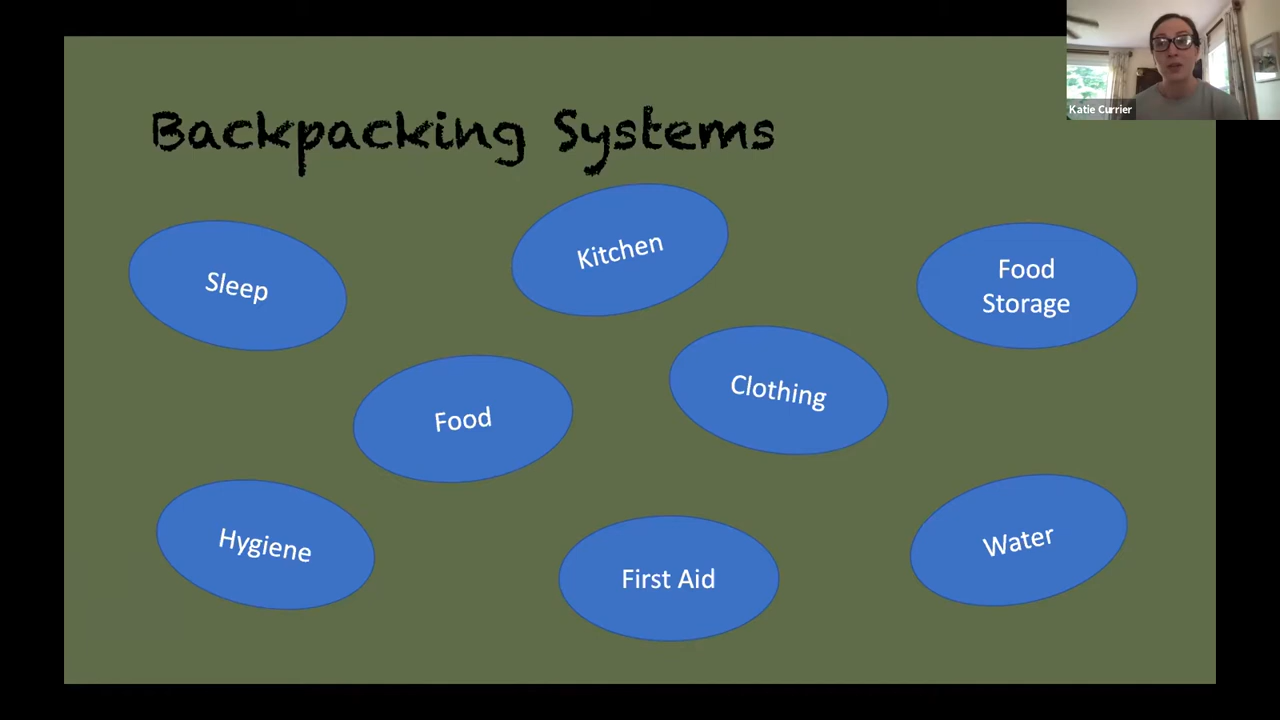 Katie Currier
Backpacking Systems
Sleep
Kitchen
Food
Storage
Food
Clothing
Hygiene
First Aid
Water